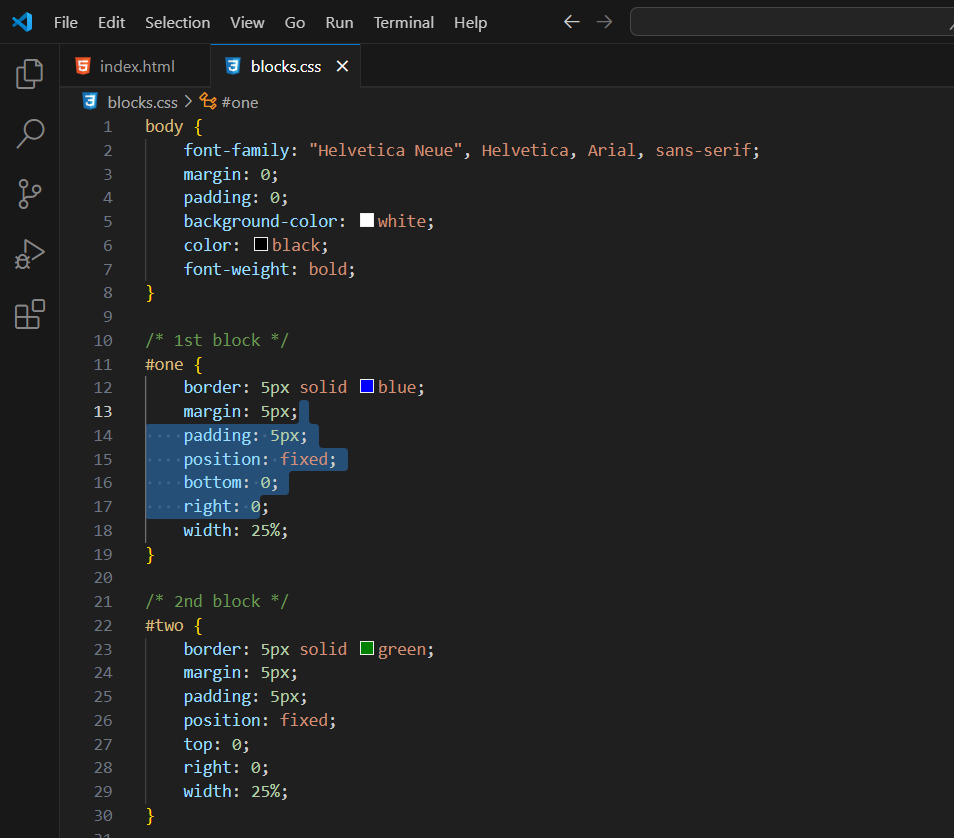 File Edit Selection View Go Run Terminal Help
index.html blocks.css
blocks.css > #one
1 body {
2 font-family: "Helvetica Neue", Helvetica, Arial, sans-serif;
3 margin: 0;
4 padding: 0;
5 background-color: white;
6 color: black;
7 font-weight: bold;
8 }
9
10 /* 1st block */
11 #one {
12 border: 5px solid blue;
13 margin: 5px;
14 padding: 5px;
15 position: fixed;
16 bottom: 0;
17 right: 0;
18 width: 25%;
19 }
20
21 /* 2nd block */
22 #two {
23 border: 5px solid green;
24 margin: 5px;
25 padding: 5px;
26 position: fixed;
27 top: 0;
28 right: 0;
29 width: 25%;
30 }